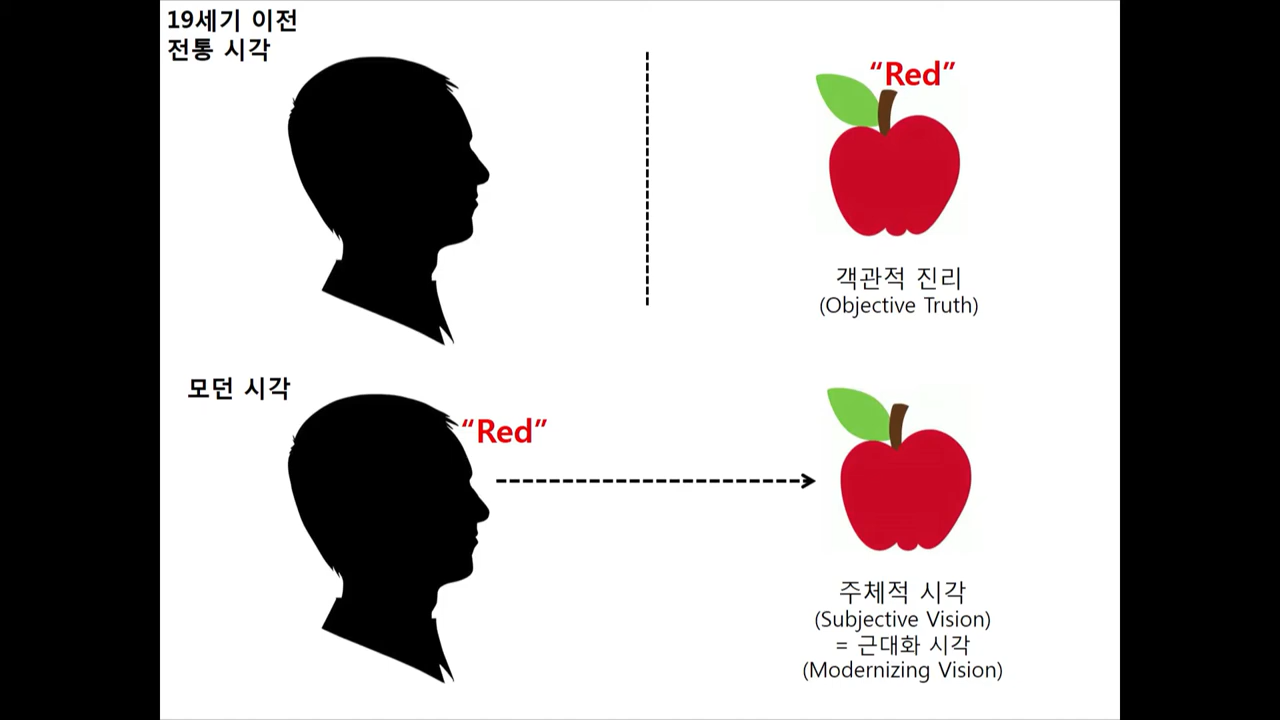 19세기 이전
전통 시각
“Red”
객관적 진리
(Objective Truth)
모던 시각
“Red”
주체적 시각
(Subjective Vision)
= 근대화 시각
(Modernizing Vision)